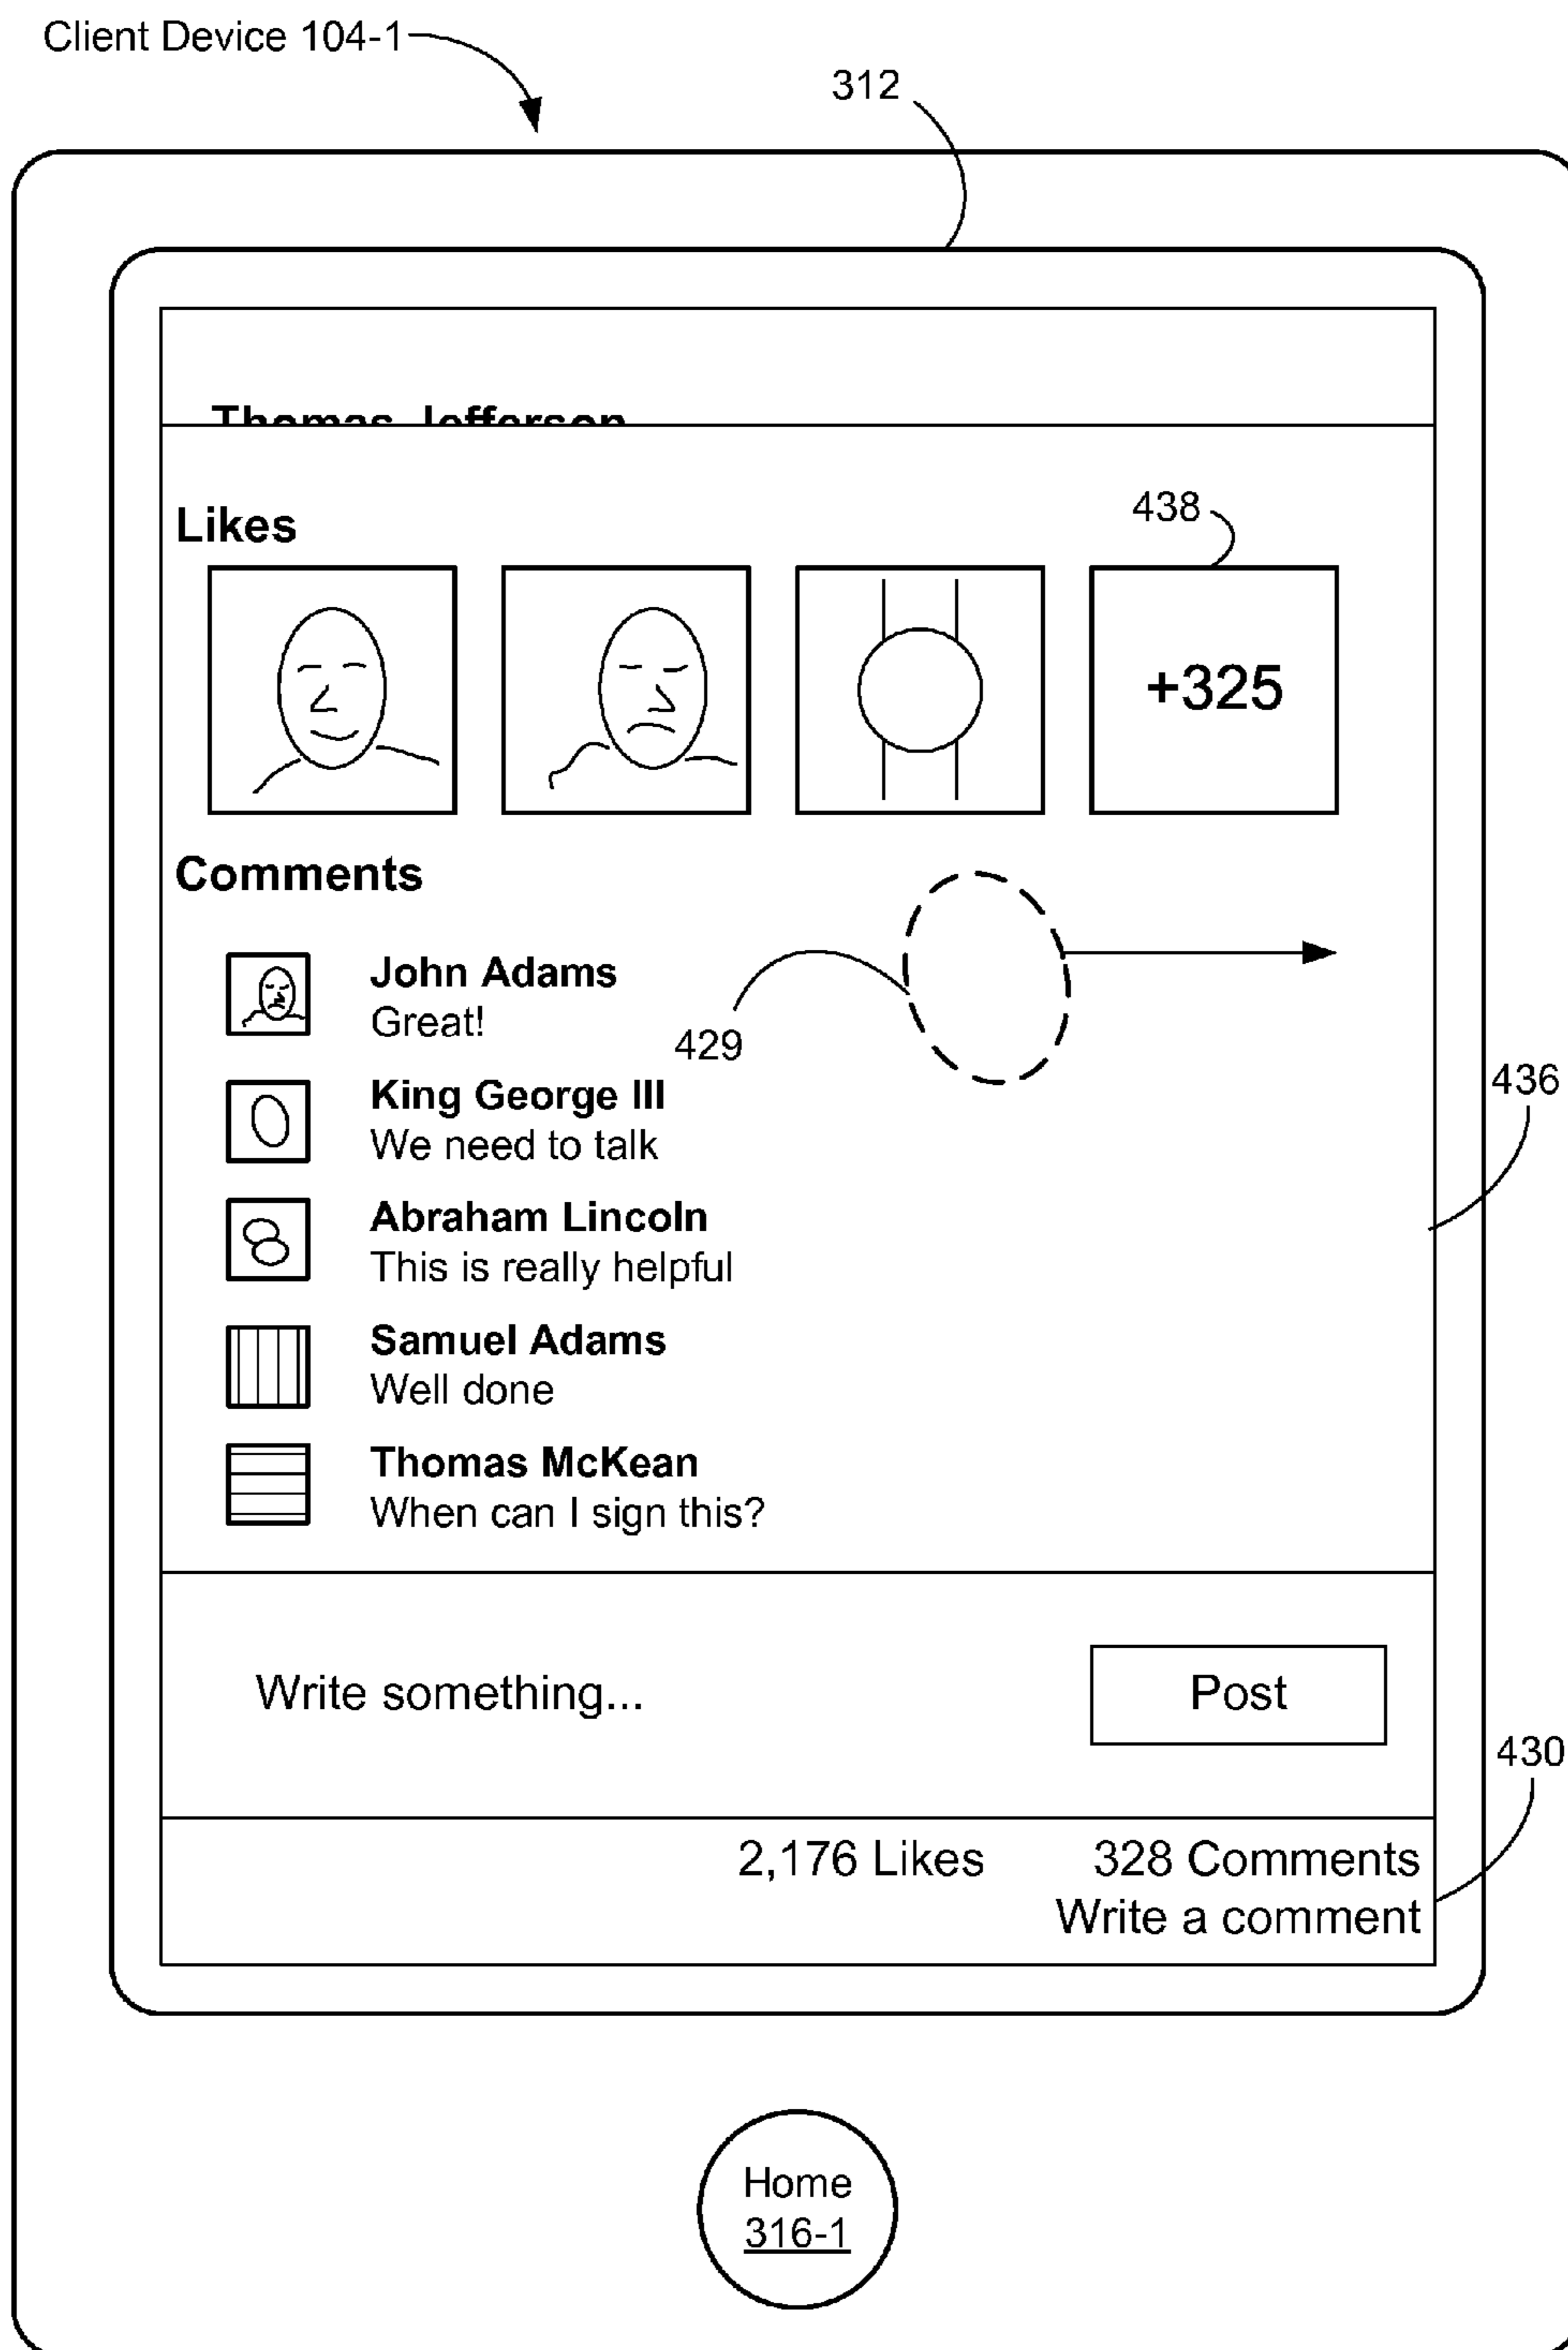 Client Device 104-1
312
Thomas Jefferson
Likes
438
+325
Comments
John Adams
Great!
429
King George III
We need to talk
436
Abraham Lincoln
This is really helpful
Samuel Adams
Well done
Thomas McKean
When can I sign this?
Write something...
Post
430
2,176 Likes 328 Comments
Write a comment
Home
316-1